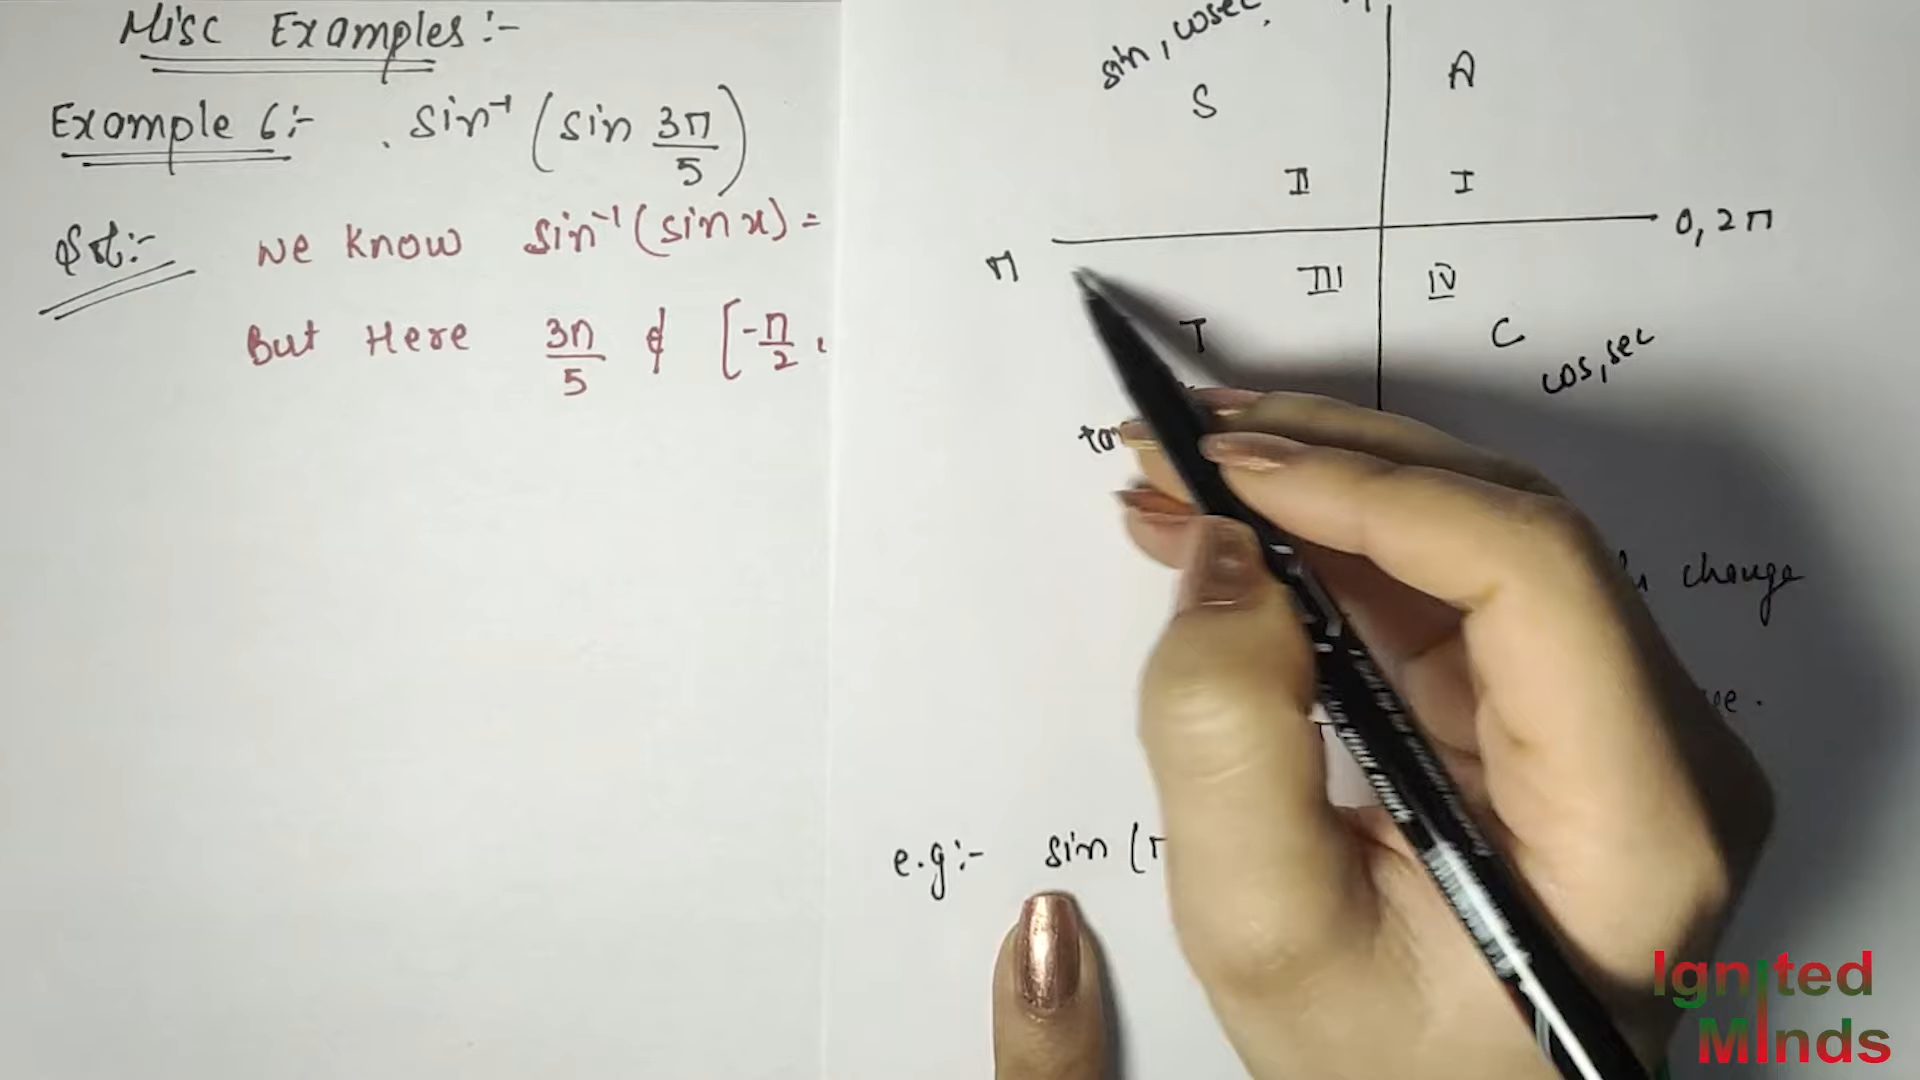 Misc Examples:-
Example 6:- sin⁻¹ (sin 3π/5)
Sol:- We know sin⁻¹(sin x) =
But Here 3π/5 ∉ [-π/2,
sin, cosec.
S
A
II
I
π
0, 2π
III
IV
T
C
cos, sec
change
e.g:- sin (
Ignited
Minds